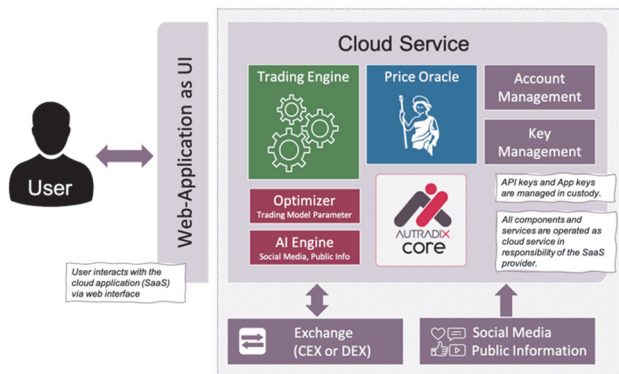 Cloud Service
User
Web-Application as UI
Trading Engine
Price Oracle
Account
Management
Key
Management
Optimizer
Trading Model Parameter
AI Engine
Social Media, Public Info
AUTRADIX
core
API keys and App keys
are managed in custody.
All components and
services are operated as
cloud service in
responsibility of the SaaS
provider.
User interacts with the
cloud application (SaaS)
via web interface
Exchange
(CEX or DEX)
Social Media
Public Information